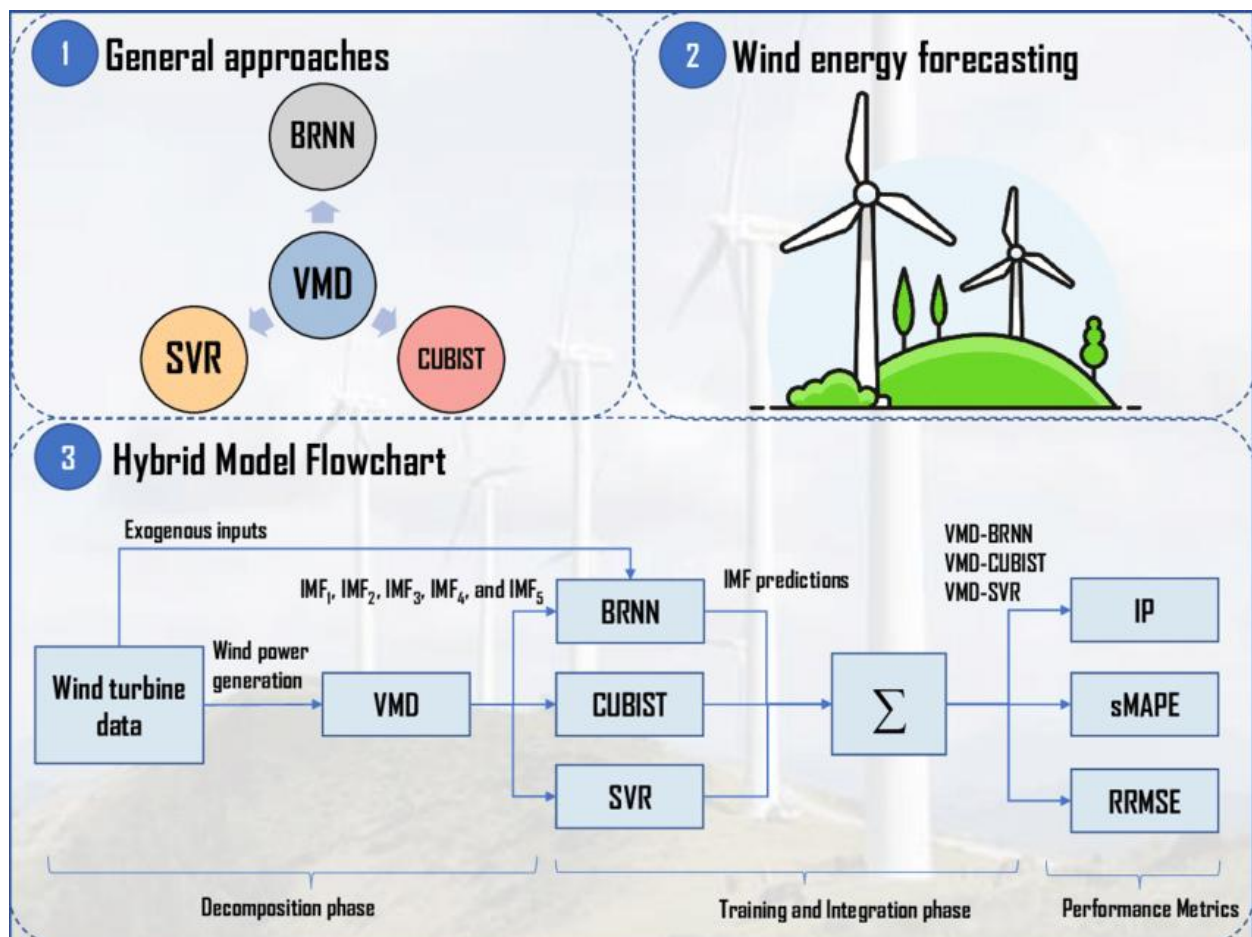 1
General approaches
BRNN
VMD
SVR
CUBIST
2
Wind energy forecasting
3
Hybrid Model Flowchart
Exogenous inputs
IMF₁, IMF₂, IMF₃, IMF₄, and IMF₅
Wind turbine
data
Wind power
generation
VMD
BRNN
CUBIST
SVR
IMF predictions
∑
VMD-BRNN
VMD-CUBIST
VMD-SVR
IP
sMAPE
RRMSE
Decomposition phase
Training and Integration phase
Performance Metrics